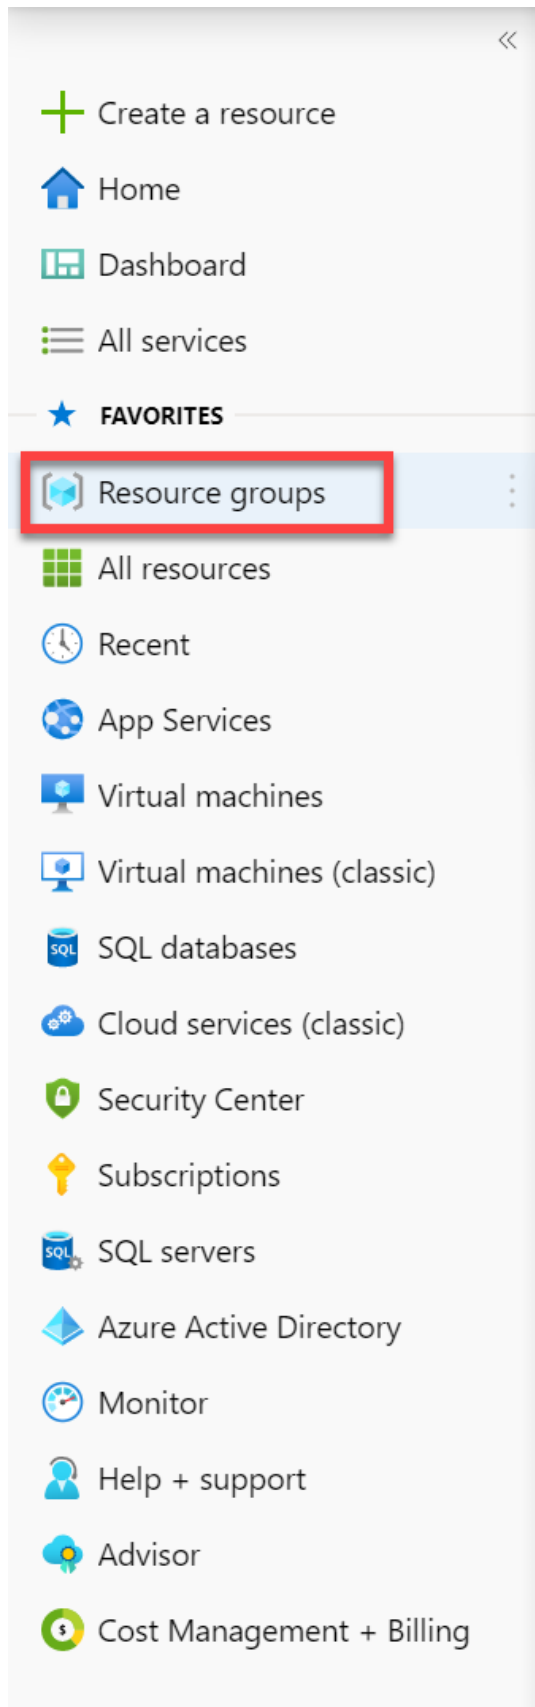 «
Create a resource
Home
Dashboard
All services
FAVORITES
Resource groups
All resources
Recent
App Services
Virtual machines
Virtual machines (classic)
SQL SQL databases
Cloud services (classic)
Security Center
Subscriptions
SQL SQL servers
Azure Active Directory
Monitor
Help + support
Advisor
$ Cost Management + Billing